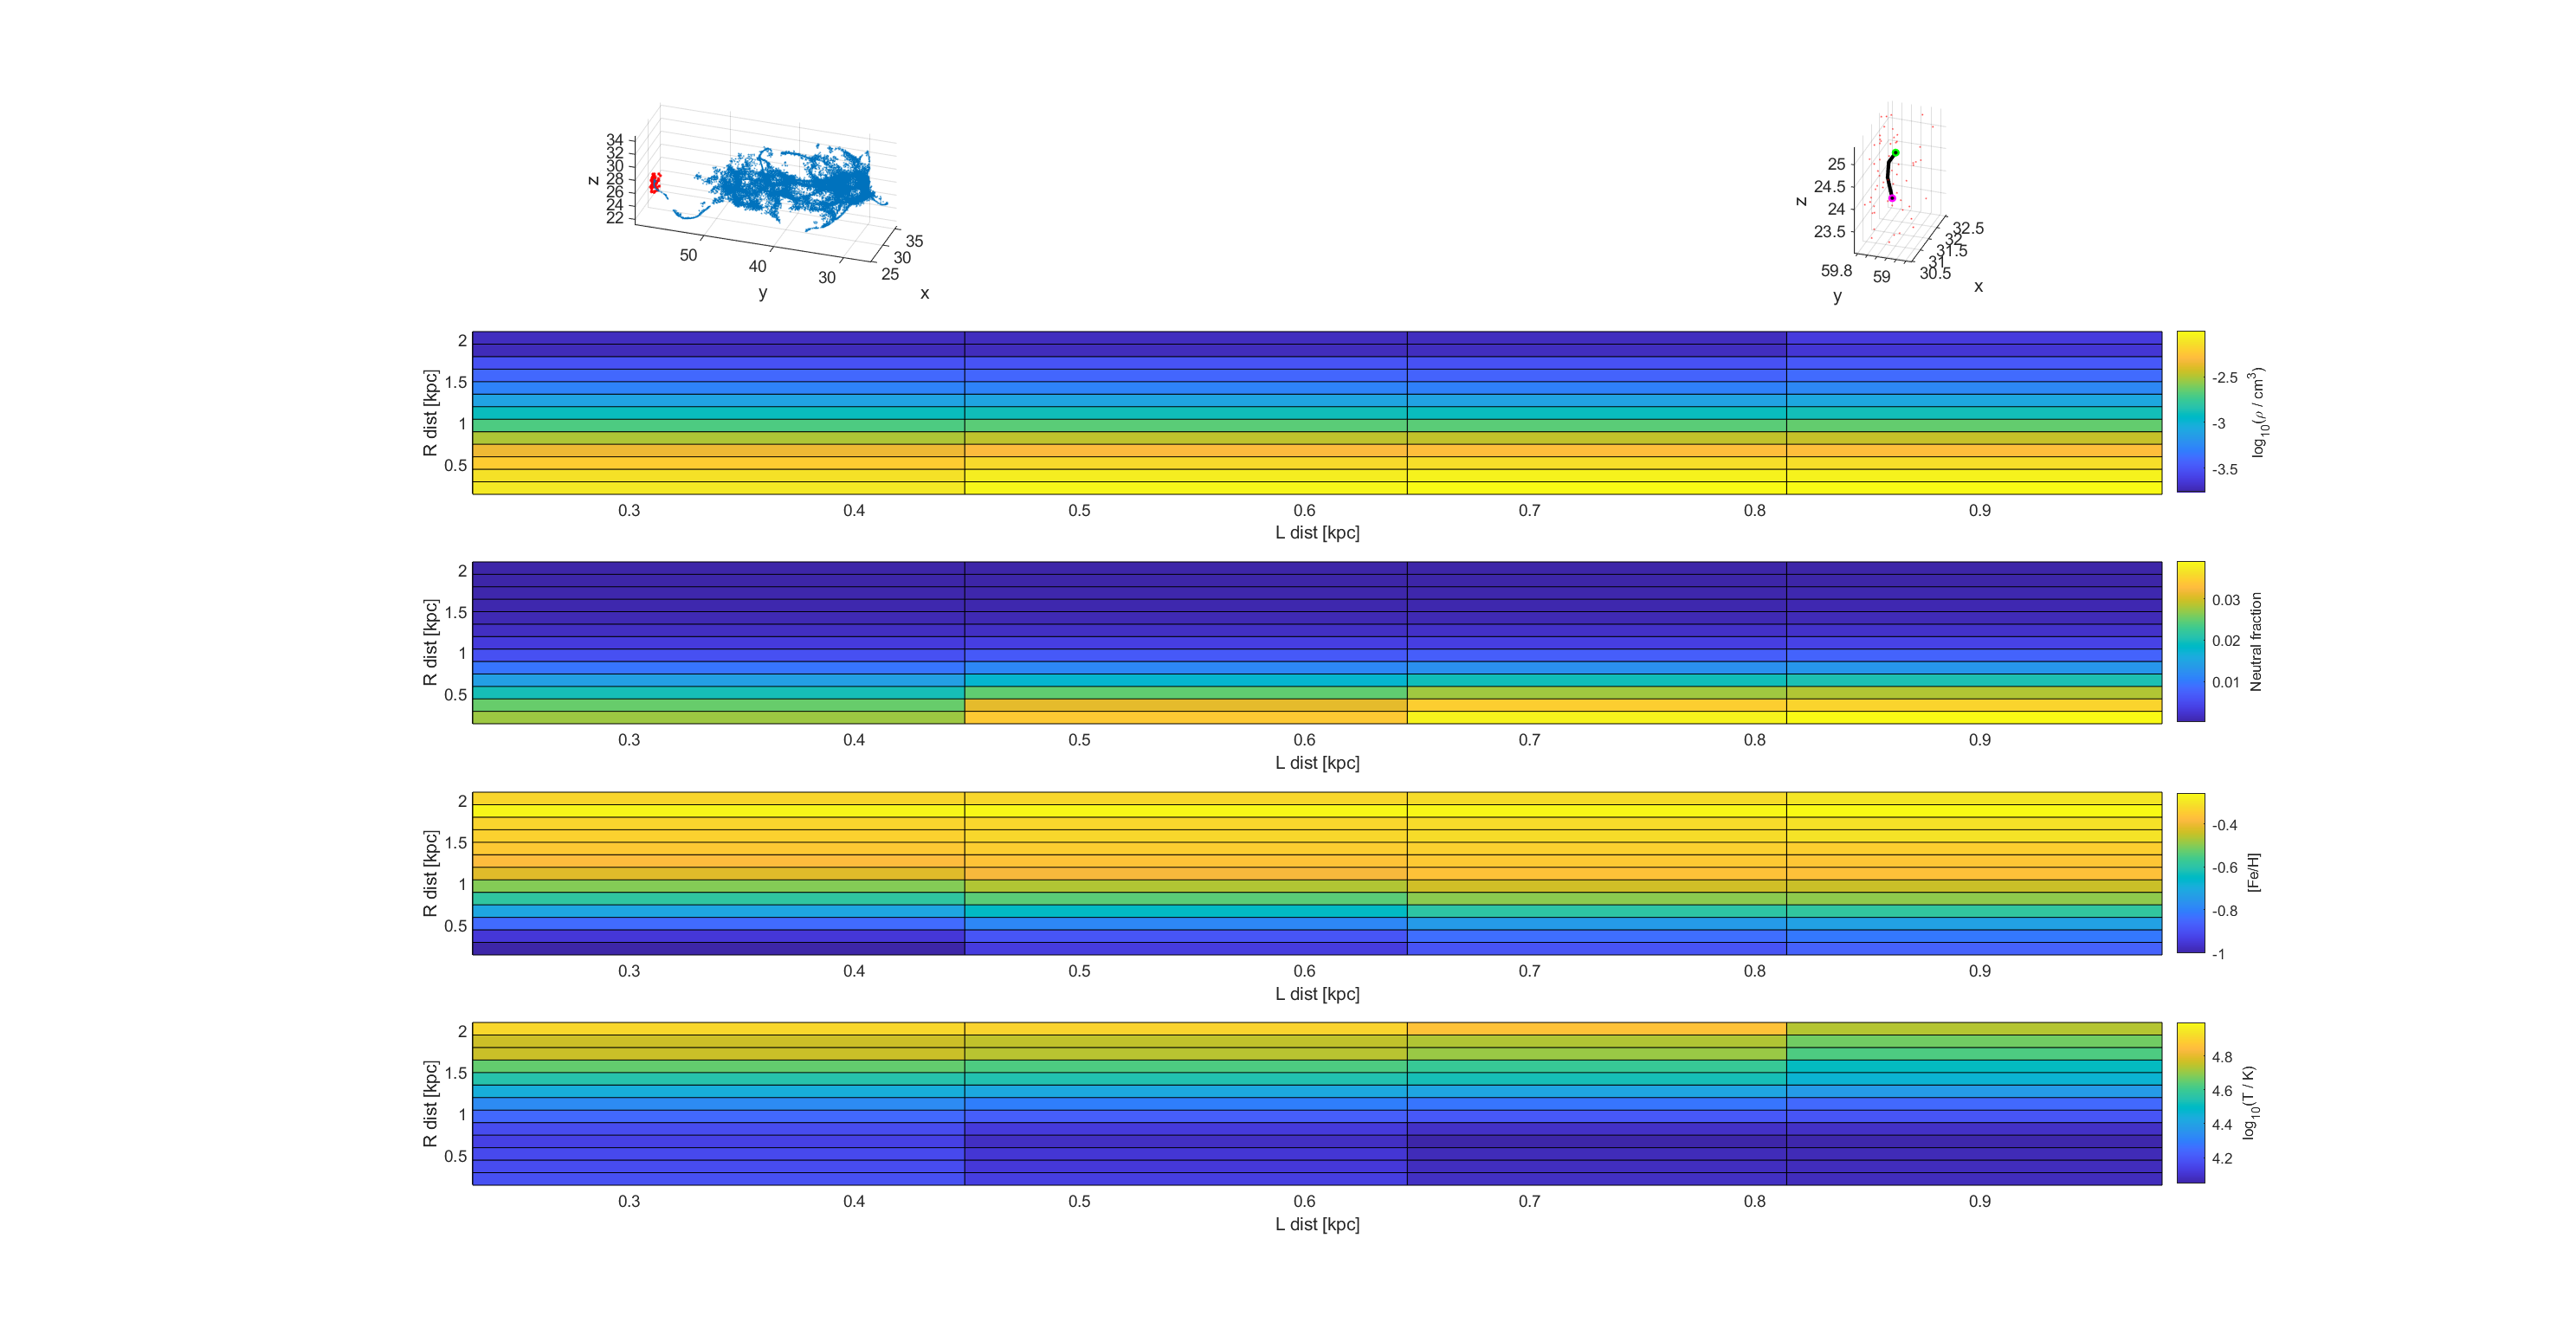 34
32
30
28
26
24
22
z
50
40
30
y
35
30
25
x
25
24.5
24
23.5
z
59.8
59
y
32.5
32
31.5
31
30.5
x
2
1.5
1
0.5
R dist [kpc]
0.3 0.4 0.5 0.6 0.7 0.8 0.9
L dist [kpc]
-2.5
-3
-3.5
log10(ρ / cm3)
2
1.5
1
0.5
R dist [kpc]
0.3 0.4 0.5 0.6 0.7 0.8 0.9
L dist [kpc]
0.03
0.02
0.01
Neutral fraction
2
1.5
1
0.5
R dist [kpc]
0.3 0.4 0.5 0.6 0.7 0.8 0.9
L dist [kpc]
-0.4
-0.6
-0.8
-1
[Fe/H]
2
1.5
1
0.5
R dist [kpc]
0.3 0.4 0.5 0.6 0.7 0.8 0.9
L dist [kpc]
4.8
4.6
4.4
4.2
log10(T / K)